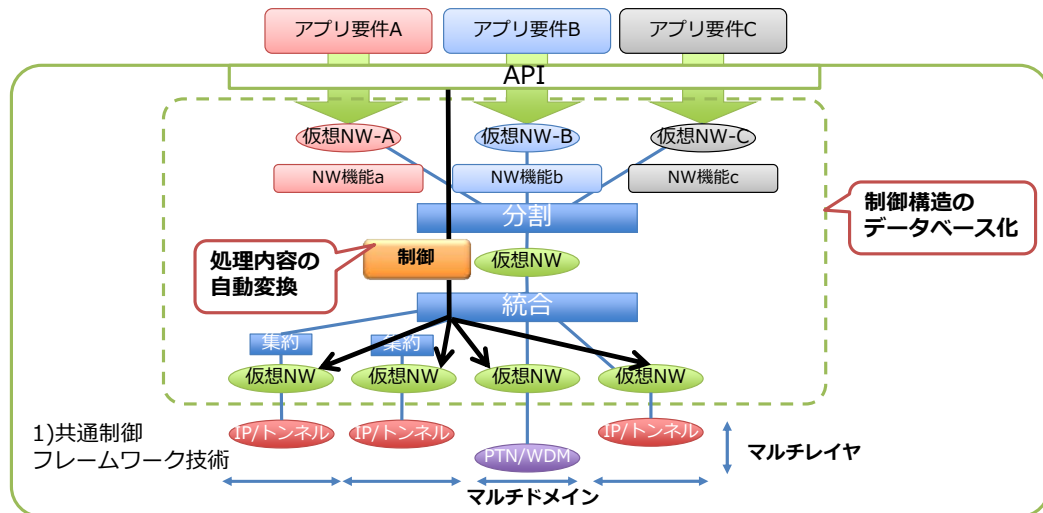 アプリ要件A
アプリ要件B
アプリ要件C
API
仮想NW-A
仮想NW-B
仮想NW-C
NW機能a
NW機能b
NW機能c
分割
制御構造の
データベース化
処理内容の
自動変換
制御
仮想NW
統合
集約
集約
仮想NW
仮想NW
仮想NW
仮想NW
IP/トンネル
IP/トンネル
IP/トンネル
1)共通制御
フレームワーク技術
PTN/WDM
マルチレイヤ
マルチドメイン